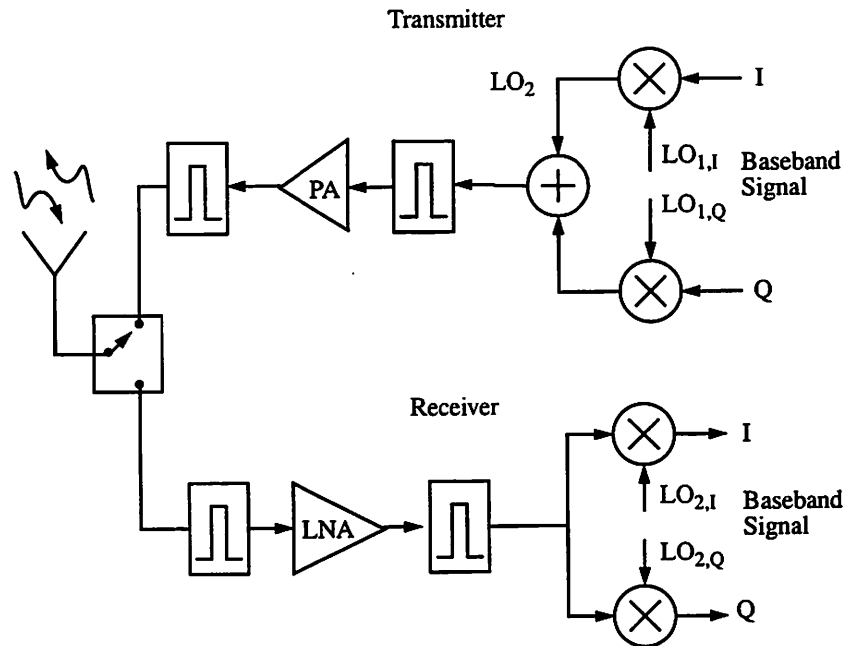 Transmitter
LO2
I
LO1,I
Baseband
Signal
PA
LO1,Q
Q
Receiver
I
LNA
LO2,I
Baseband
Signal
LO2,Q
Q